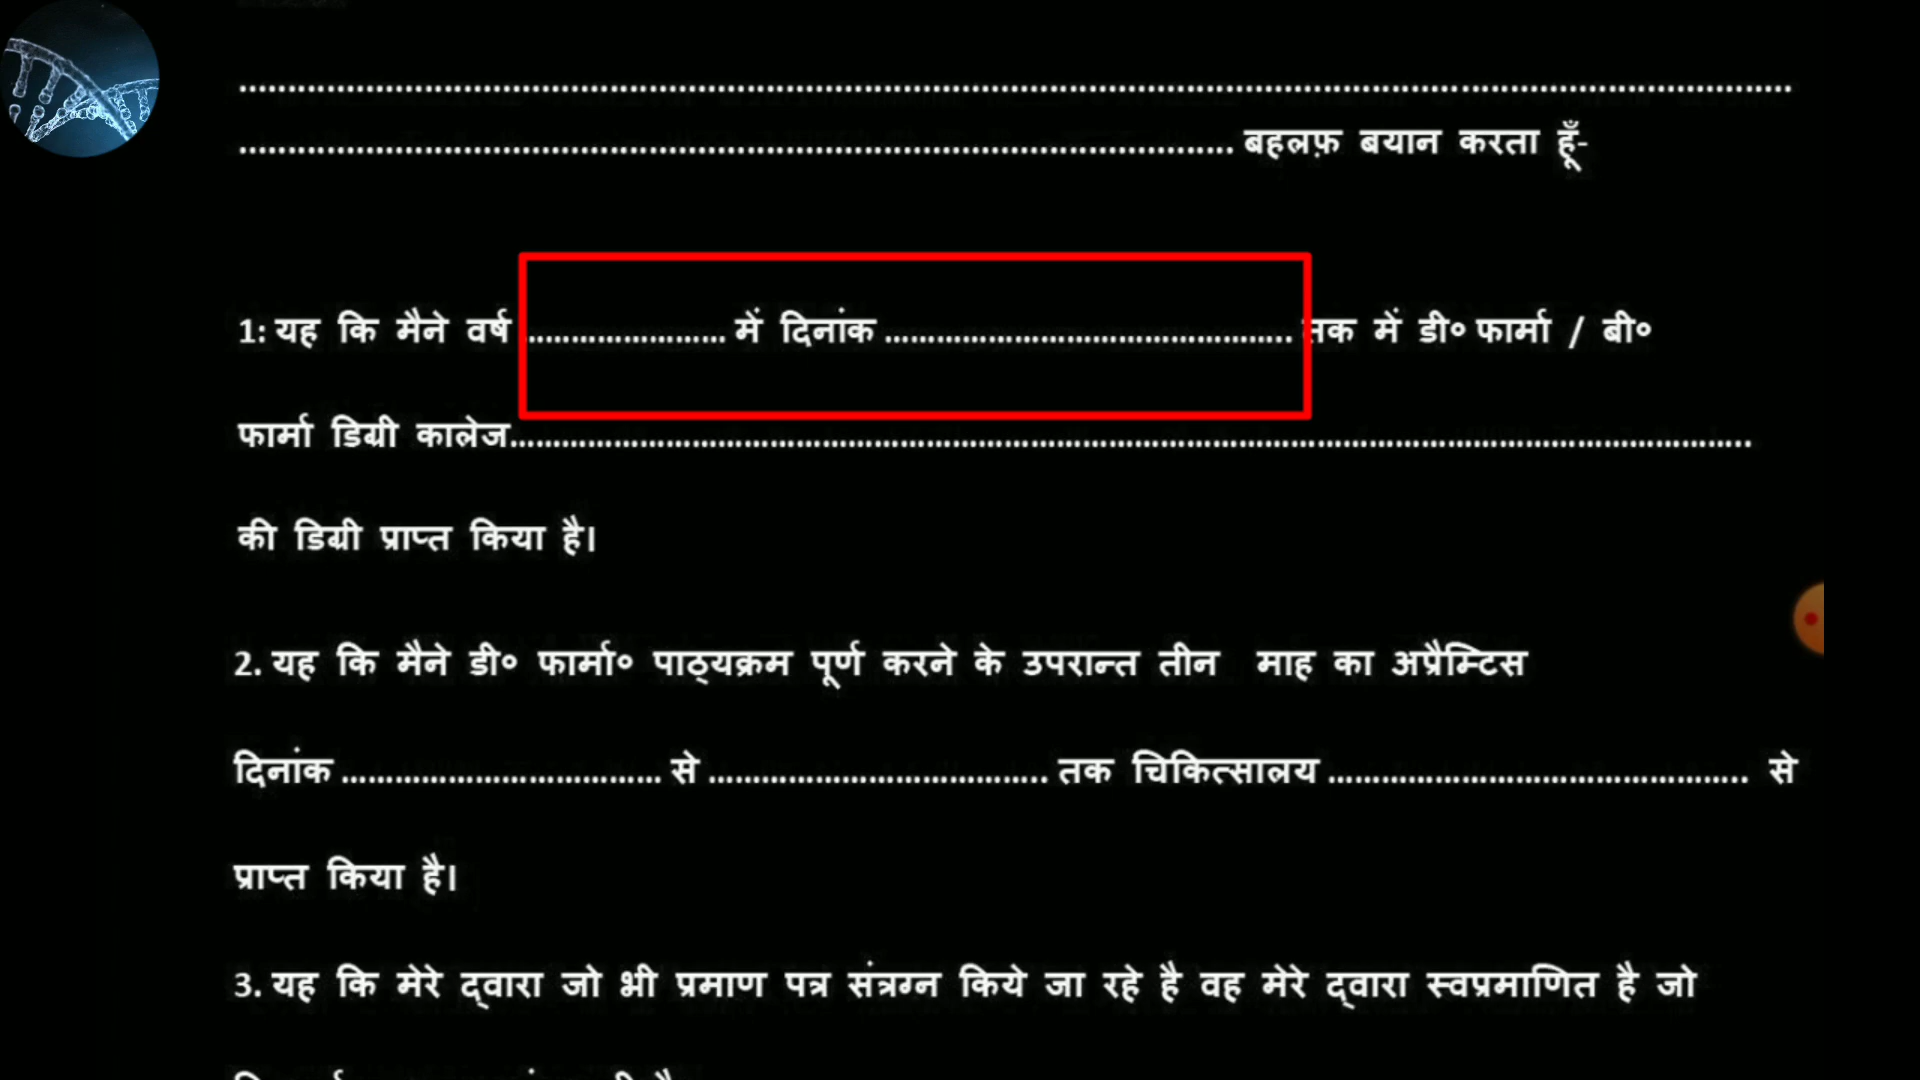 ........................................................................................................................................................................
........................................................................................................ बहलफ़ बयान करता हूँ-
1: यह कि मैने वर्ष ....................... में दिनांक ............................................... तक में डी० फार्मा / बी०
फार्मा डिग्री कालेज..............................................................................................................................................
की डिग्री प्राप्त किया है।
2. यह कि मैने डी० फार्मा० पाठ्यक्रम पूर्ण करने के उपरान्त तीन माह का अप्रैम्टिस
दिनांक .................................... से ...................................... तक चिकित्सालय ............................................... से
प्राप्त किया है।
3. यह कि मेरे द्वारा जो भी प्रमाण पत्र संत्रग्न किये जा रहे है वह मेरे द्वारा स्वप्रमाणित है जो